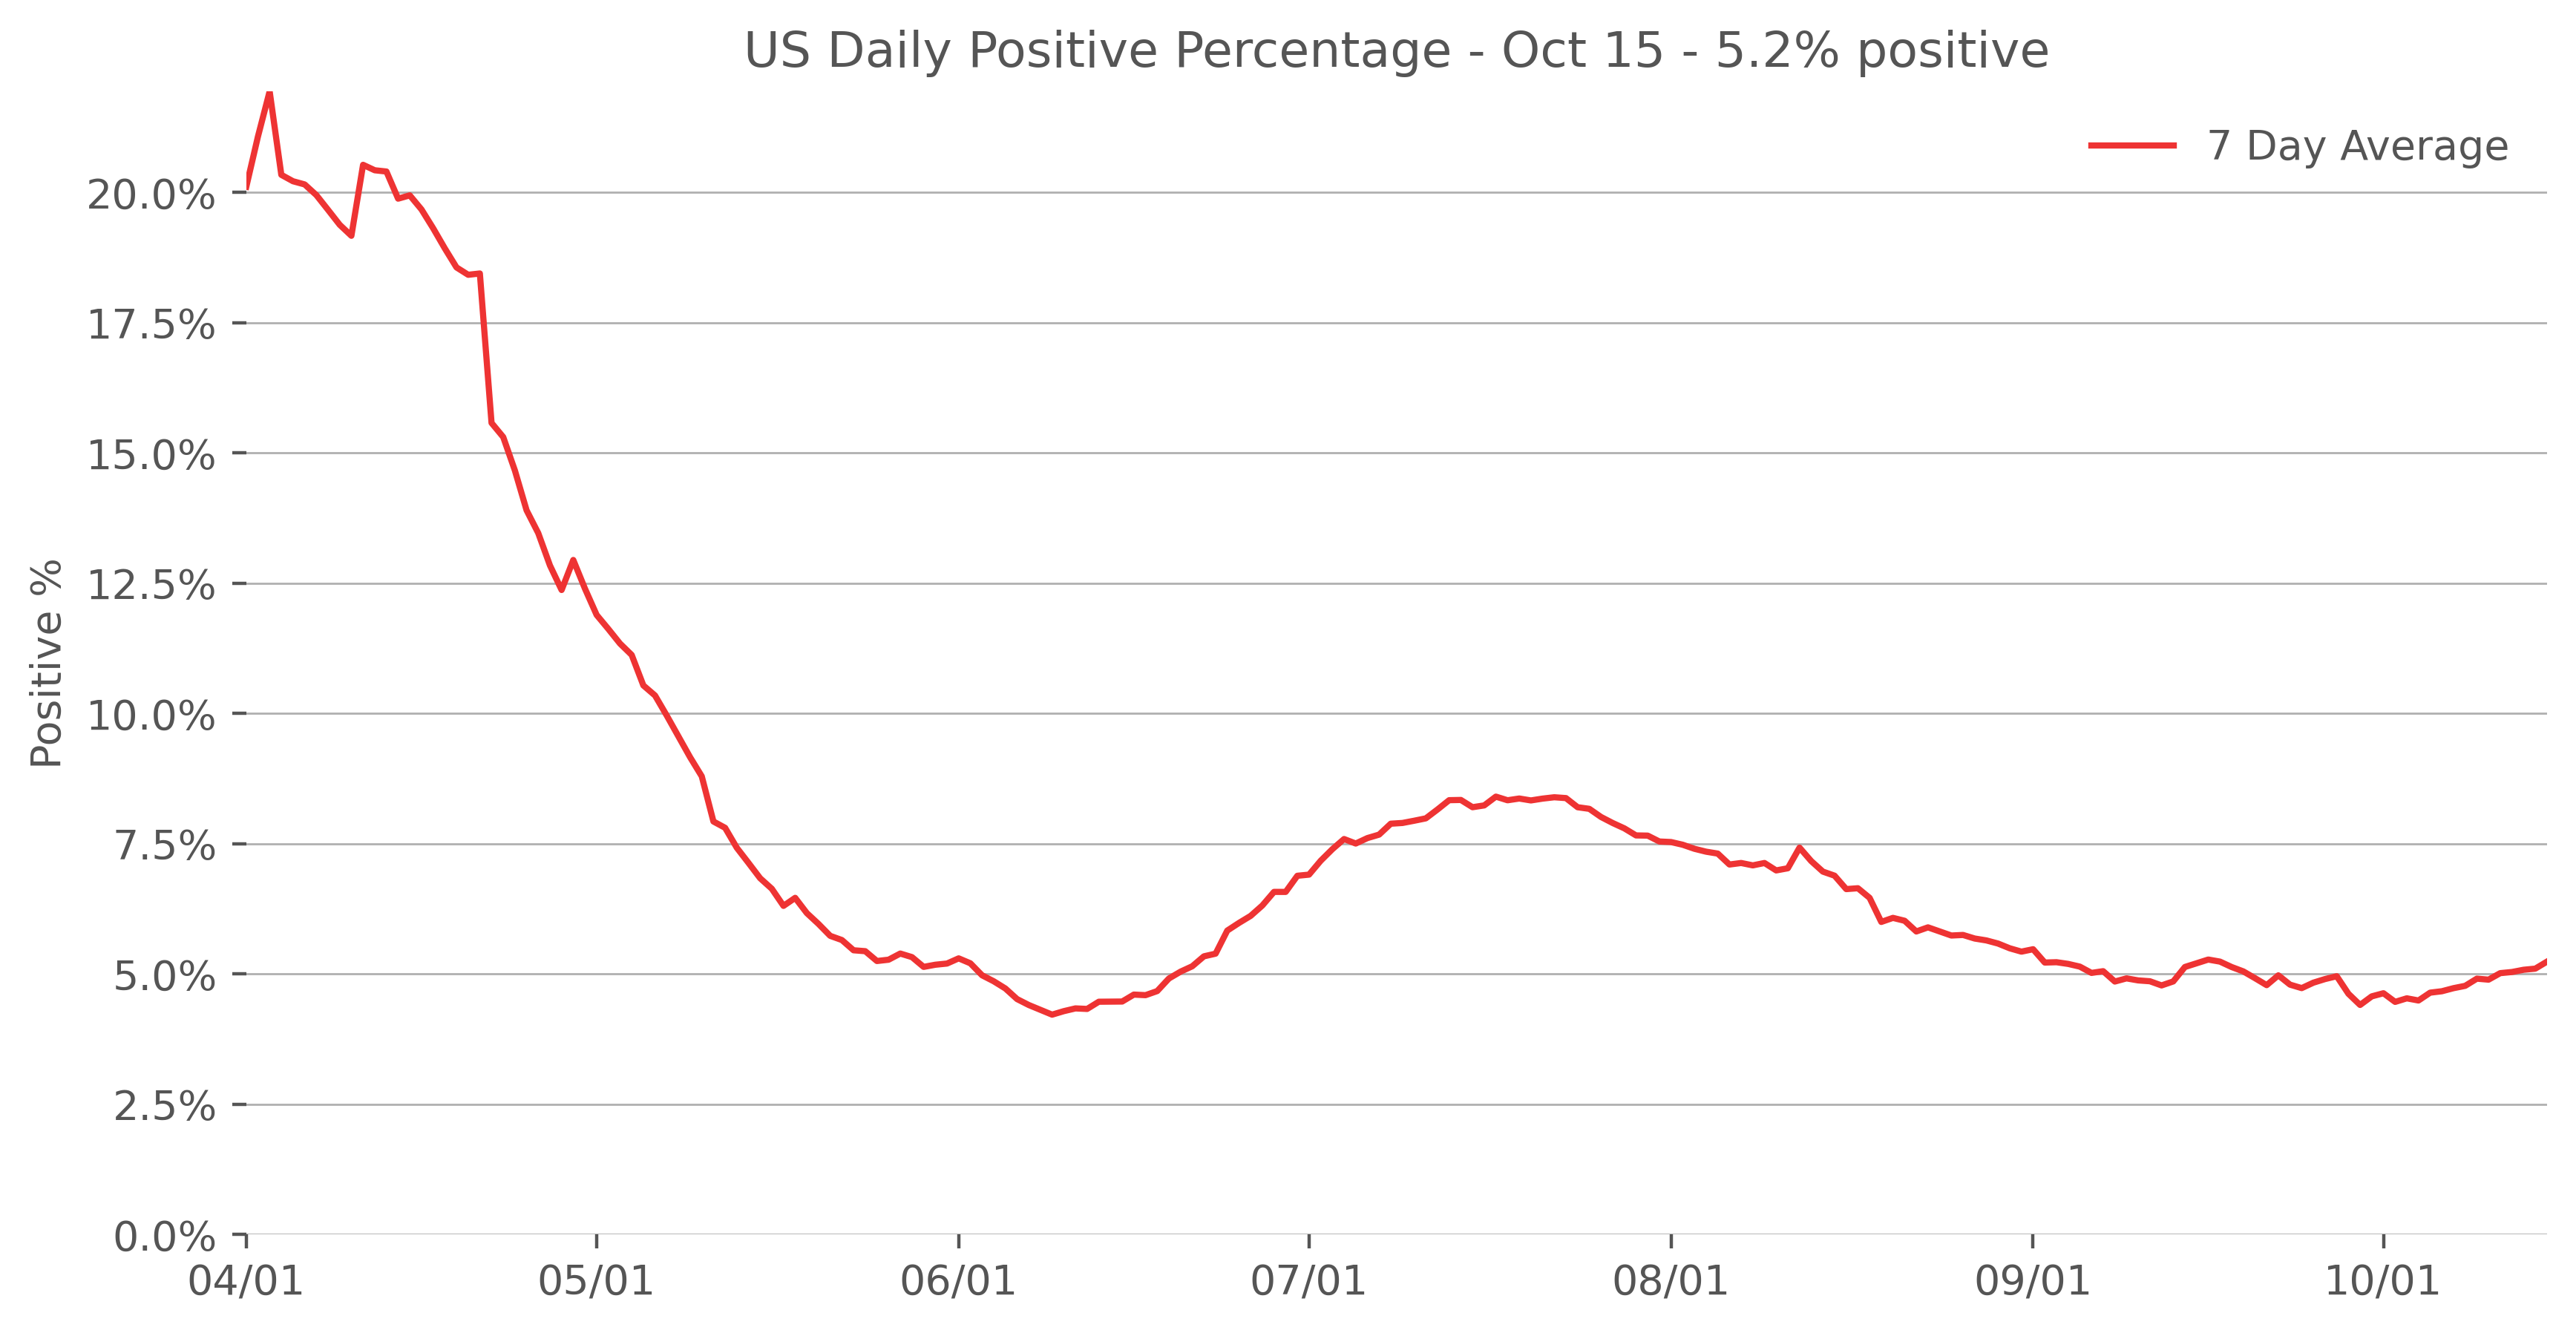 US Daily Positive Percentage - Oct 15 - 5.2% positive
7 Day Average
Positive %
20.0%
17.5%
15.0%
12.5%
10.0%
7.5%
5.0%
2.5%
0.0%
04/01 05/01 06/01 07/01 08/01 09/01 10/01